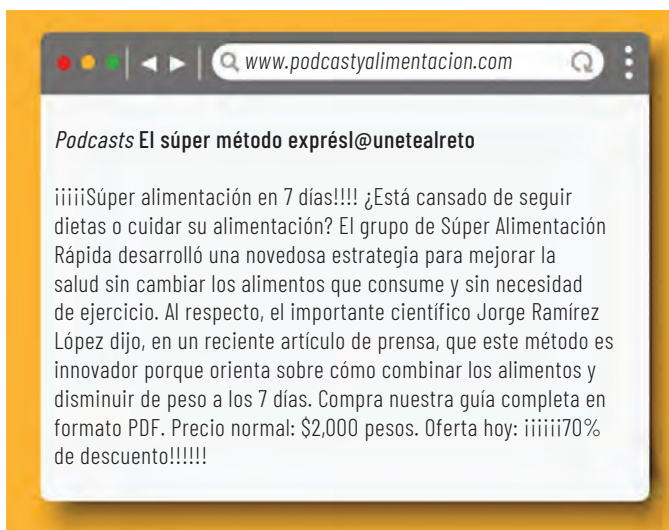 www.podcastyalimentacion.com
Podcasts El súper método exprésl@unetealreto
¡¡¡¡¡Súper alimentación en 7 días!!!! ¿Está cansado de seguir
dietas o cuidar su alimentación? El grupo de Súper Alimentación
Rápida desarrolló una novedosa estrategia para mejorar la
salud sin cambiar los alimentos que consume y sin necesidad
de ejercicio. Al respecto, el importante científico Jorge Ramírez
López dijo, en un reciente artículo de prensa, que este método es
innovador porque orienta sobre cómo combinar los alimentos y
disminuir de peso a los 7 días. Compra nuestra guía completa en
formato PDF. Precio normal: $2,000 pesos. Oferta hoy: ¡¡¡¡¡¡70%
de descuento!!!!!!